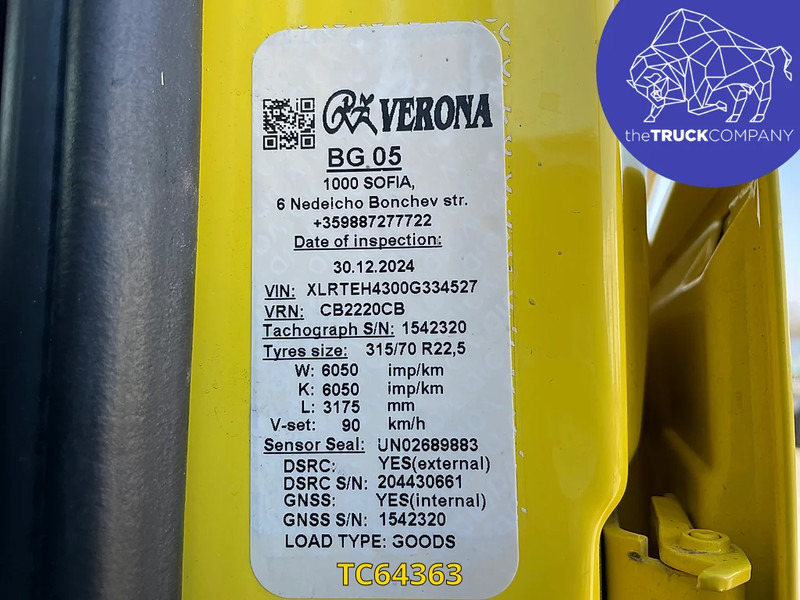 theTRUCKCOMPANY
VERONA
BG 05
1000 SOFIA,
6 Nedelcho Bonchev str.
+359887277722
Date of inspection:
30.12.2024
VIN: XLRTEH4300G334527
VRN: CB2220CB
Tachograph S/N: 1542320
Tyres size: 315/70 R22,5
W: 6050 imp/km
K: 6050 imp/km
L: 3175 mm
V-set: 90 km/h
Sensor Seal: UN02689883
DSRC: YES(external)
DSRC S/N: 204430661
GNSS: YES(internal)
GNSS S/N: 1542320
LOAD TYPE: GOODS
TC64363